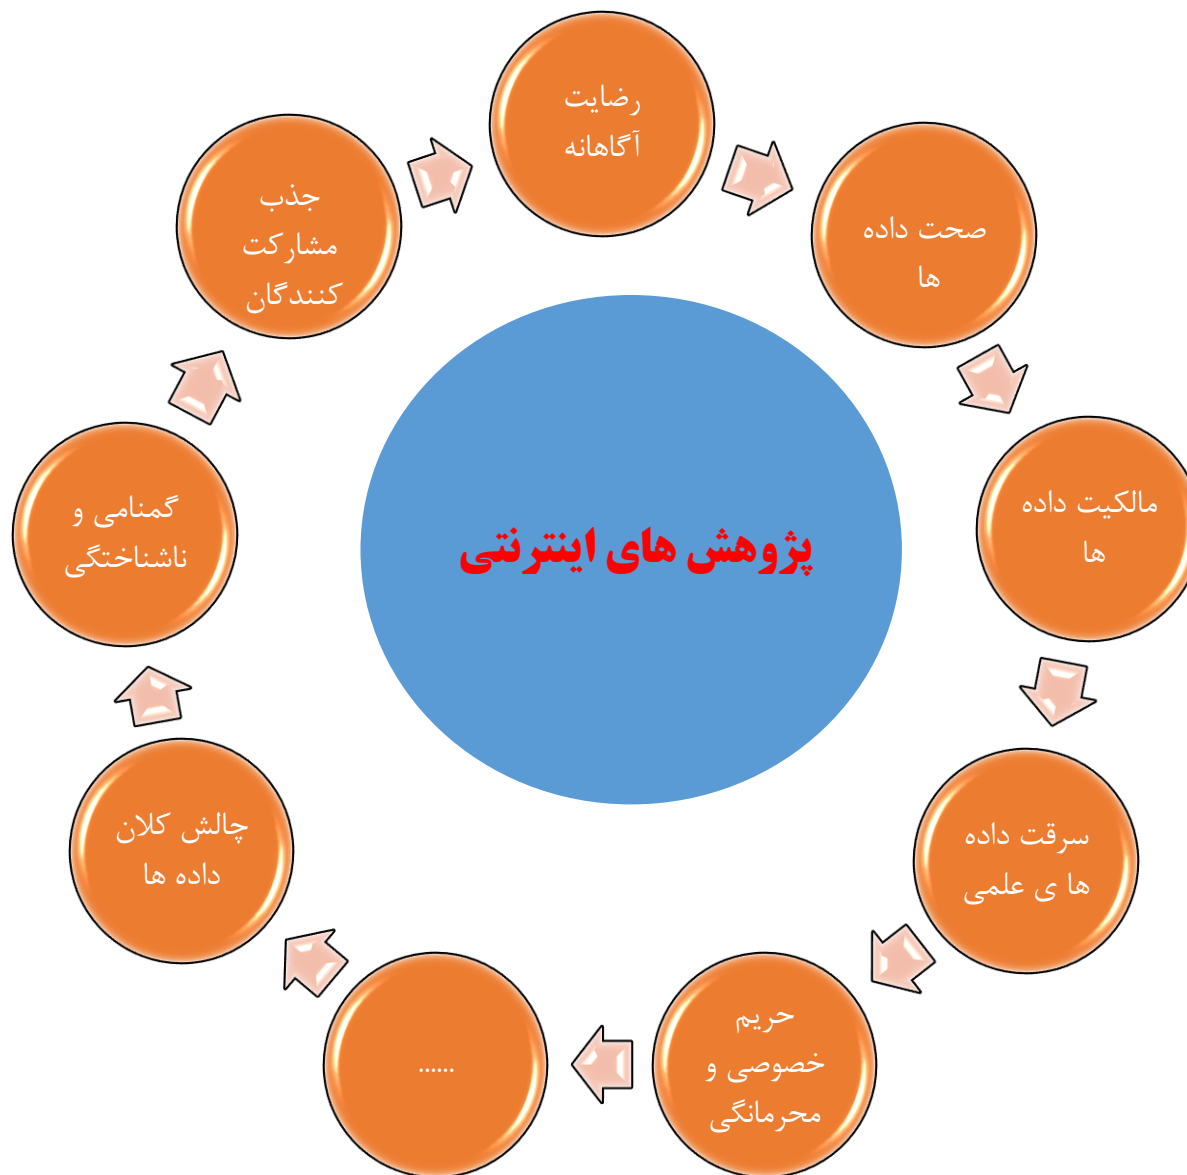 رضایت
آگاهانه
صحت داده
ها
مالکیت داده
ها
سرقت داده
ها ی علمی
حریم
خصوصی و
محرمانگی
......
چالش کلان
داده ها
گمنامی و
ناشناختگی
جذب
مشارکت
کنندگان
پژوهش های اینترنتی